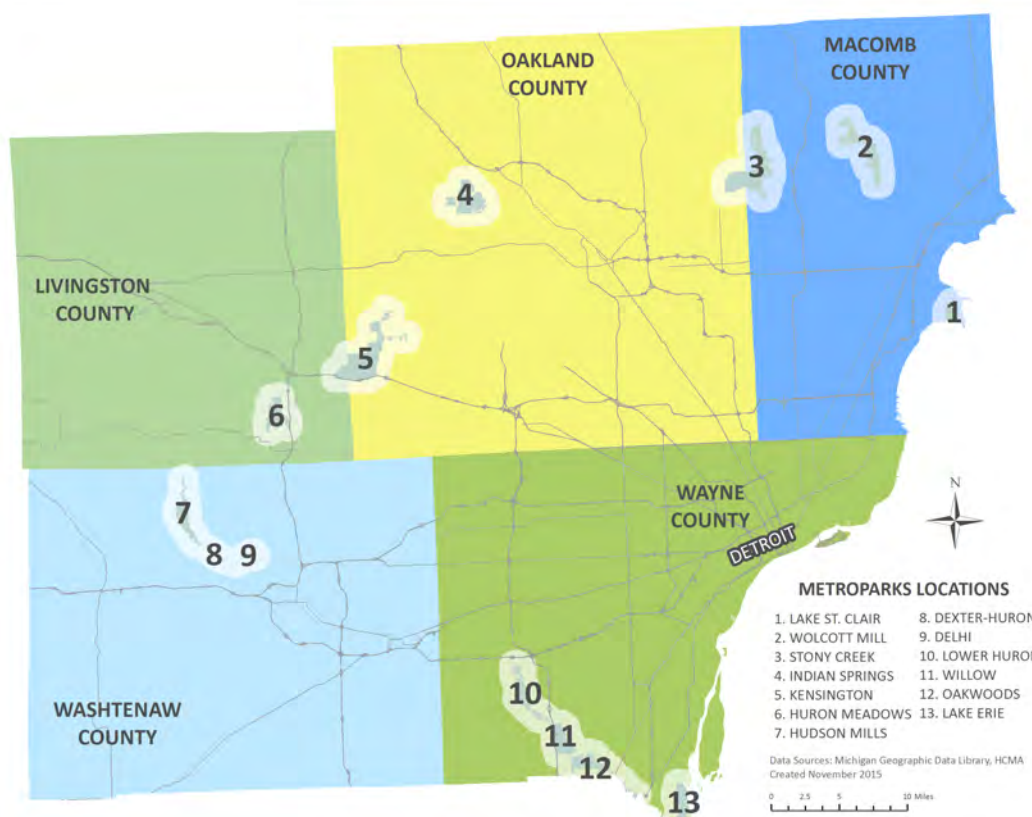 OAKLAND
COUNTY
MACOMB
COUNTY
3
2
4
LIVINGSTON
COUNTY
1
5
6
WAYNE
COUNTY
N
7
8
9
DETROIT
METROPARKS LOCATIONS
1. LAKE ST. CLAIR
2. WOLCOTT MILL
3. STONY CREEK
4. INDIAN SPRINGS
5. KENSINGTON
6. HURON MEADOWS
7. HUDSON MILLS
8. DEXTER-HURON
9. DELHI
10. LOWER HURON
11. WILLOW
12. OAKWOODS
13. LAKE ERIE
10
11
12
13
WASHTENAW
COUNTY
Data Sources: Michigan Geographic Data Library, HCMA
Created November 2015
0 2.5 5 10 Miles